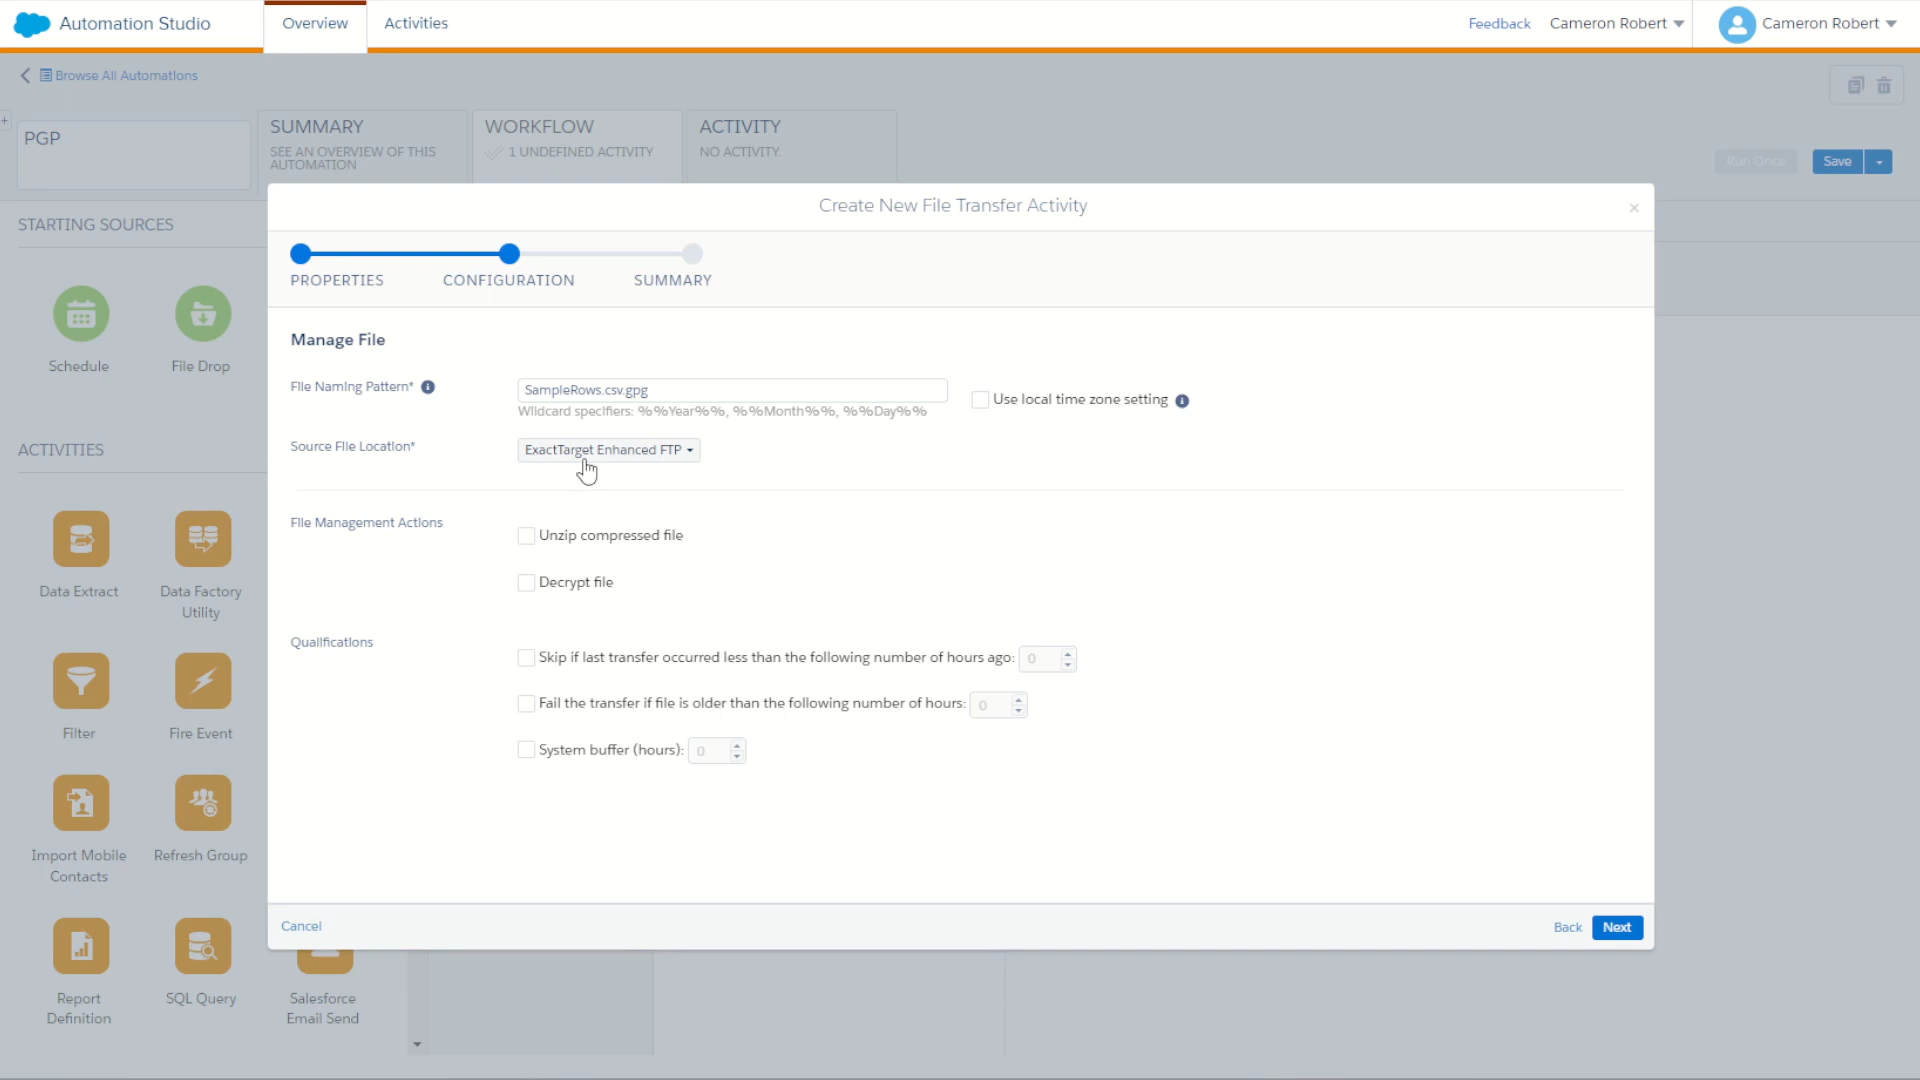 Automation Studio
Overview
Activities
Feedback
Cameron Robert
Cameron Robert
Browse All Automations
PGP
SUMMARY
SEE AN OVERVIEW OF THIS
AUTOMATION
WORKFLOW
1 UNDEFINED ACTIVITY
ACTIVITY
NO ACTIVITY.
Run Once
Save
STARTING SOURCES
Schedule
File Drop
ACTIVITIES
Data Extract
Data Factory
Utility
Filter
Fire Event
Import Mobile
Contacts
Refresh Group
Report
Definition
SQL Query
Salesforce
Email Send
Create New File Transfer Activity
×
PROPERTIES
CONFIGURATION
SUMMARY
Manage File
File Naming Pattern*
SampleRows.csv.gpg
Wildcard specifiers: %%Year%%, %%Month%%, %%Day%%
Use local time zone setting
Source File Location*
ExactTarget Enhanced FTP
File Management Actions
Unzip compressed file
Decrypt file
Qualifications
Skip if last transfer occurred less than the following number of hours ago: 0
Fail the transfer if file is older than the following number of hours: 0
System buffer (hours): 0
Cancel
Back
Next